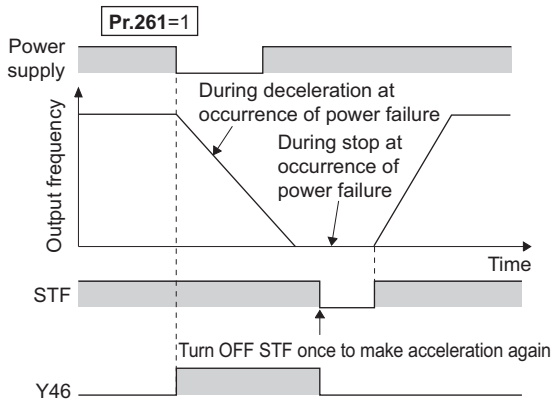 Pr.261=1
Power
supply
During deceleration at
occurrence of power failure
During stop at
occurrence of
power failure
Output frequency
Time
STF
Turn OFF STF once to make acceleration again
Y46